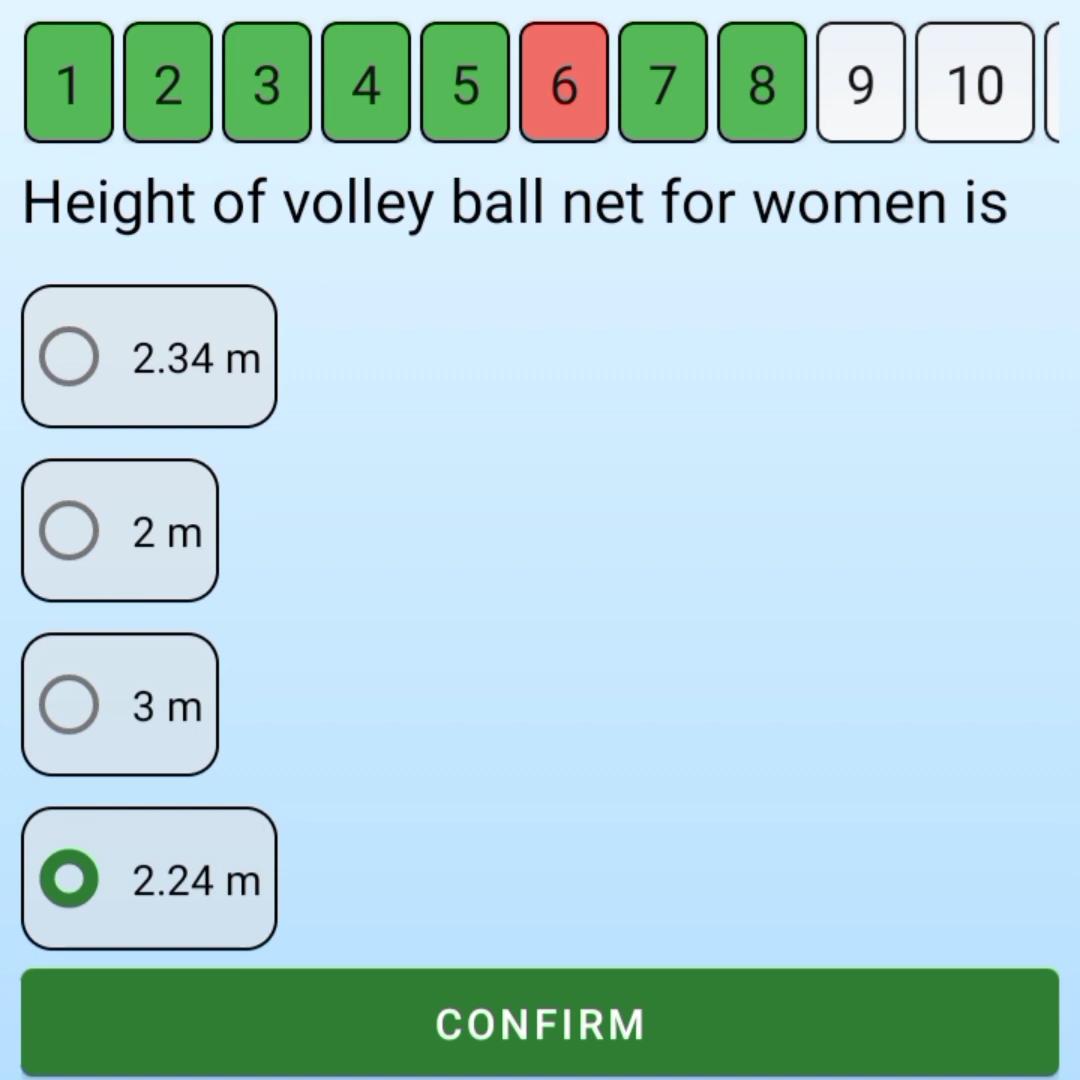 1 2 3 4 5 6 7 8 9 10
Height of volley ball net for women is
2.34 m
2 m
3 m
2.24 m
CONFIRM